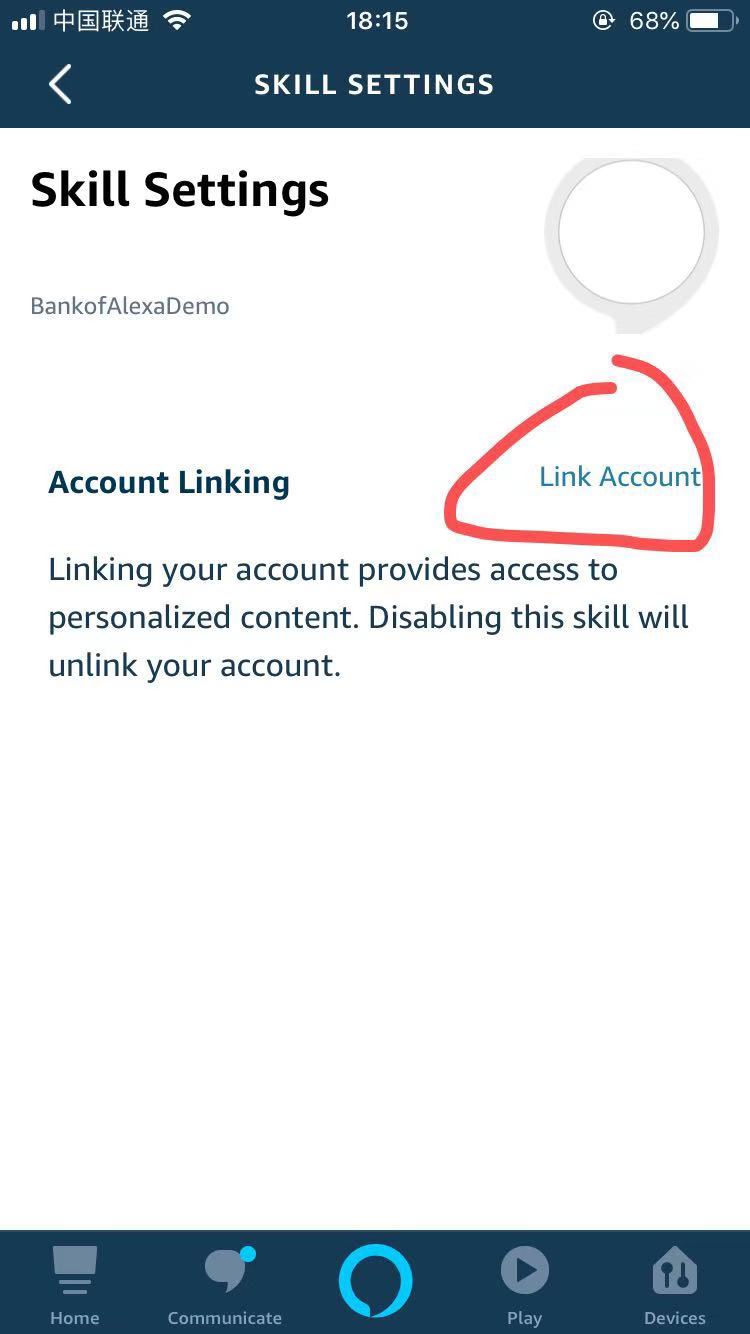 中国联通 18:15 68%
SKILL SETTINGS
Skill Settings
BankofAlexaDemo
Account Linking Link Account
Linking your account provides access to
personalized content. Disabling this skill will
unlink your account.
Home Communicate Play Devices